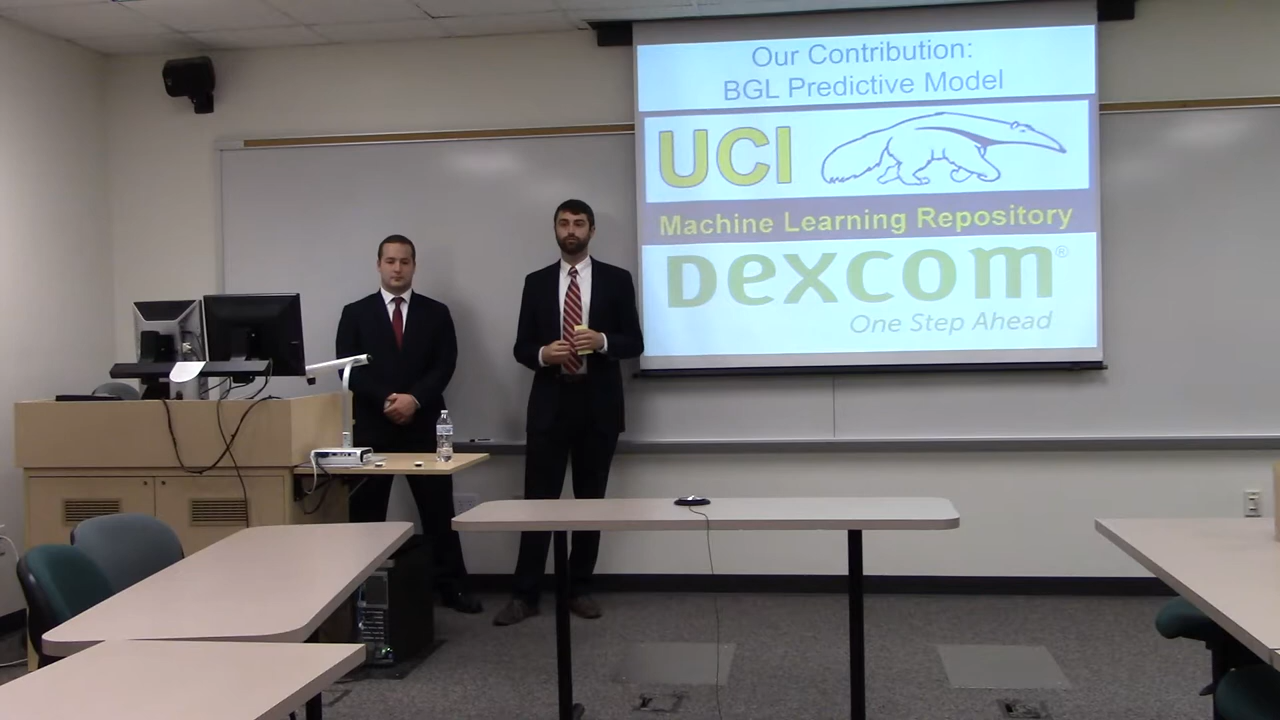 Our Contribution:
BGL Predictive Model
UCI
Machine Learning Repository
Dexcom®
One Step Ahead